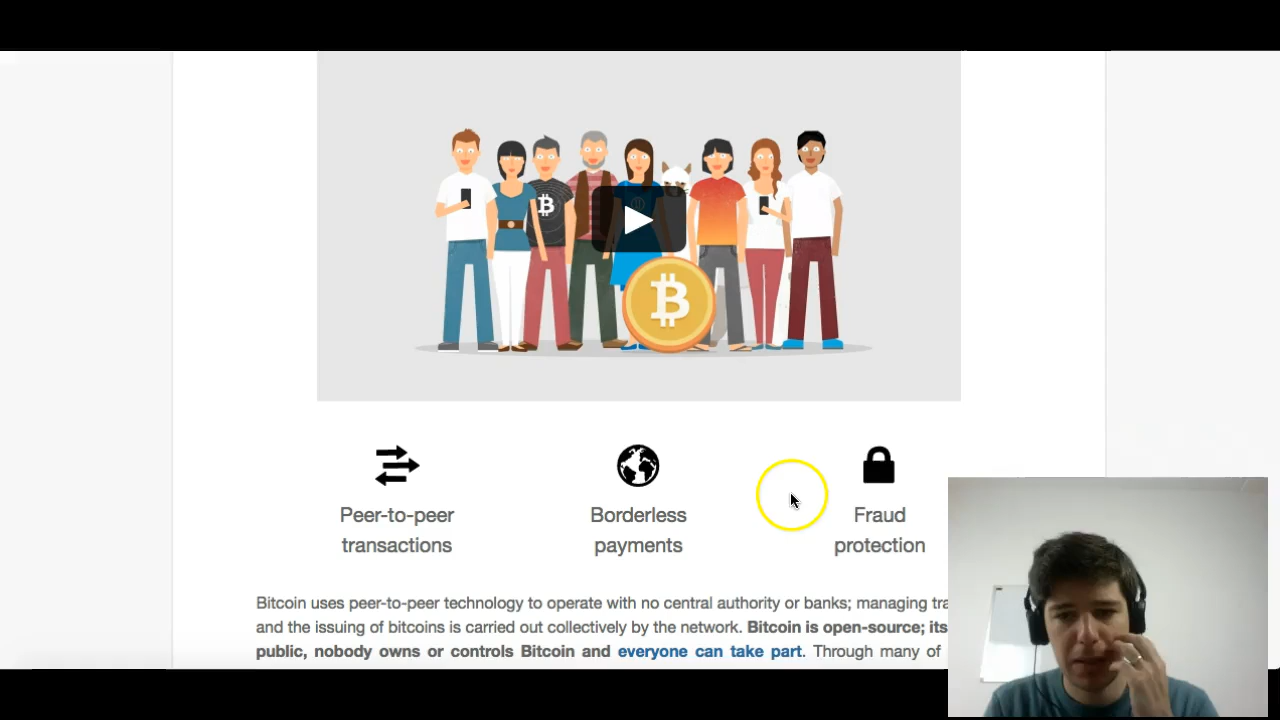 Peer-to-peer
transactions
Borderless
payments
Fraud
protection
Bitcoin uses peer-to-peer technology to operate with no central authority or banks; managing
and the issuing of bitcoins is carried out collectively by the network. Bitcoin is open-source; its
public, nobody owns or controls Bitcoin and everyone can take part. Through many of